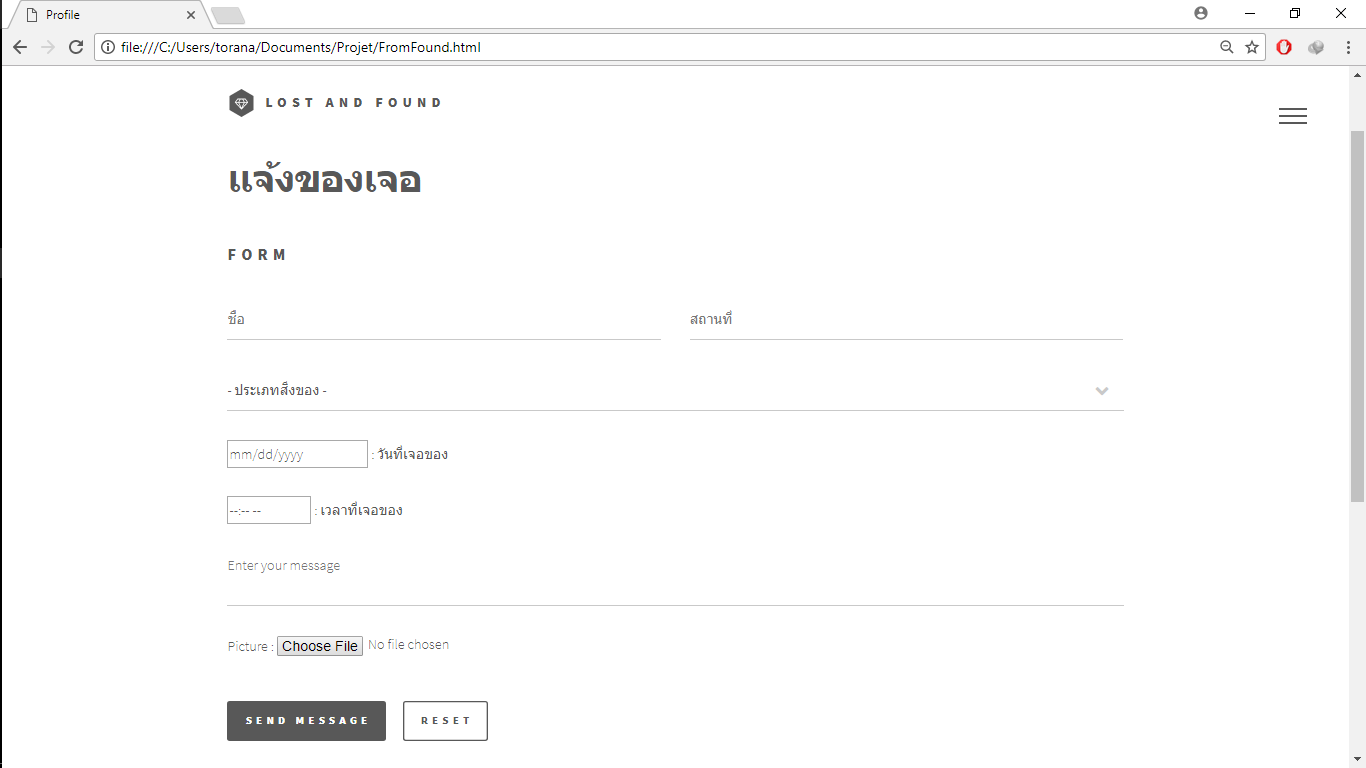 Profile
file:///C:/Users/torana/Documents/Projet/FromFound.html
LOST AND FOUND
แจ้งของเจอ
FORM
ชื่อ สถานที่
- ประเภทสิ่งของ -
mm/dd/yyyy : วันที่เจอของ
--:-- -- : เวลาที่เจอของ
Enter your message
Picture : Choose File No file chosen
SEND MESSAGE RESET